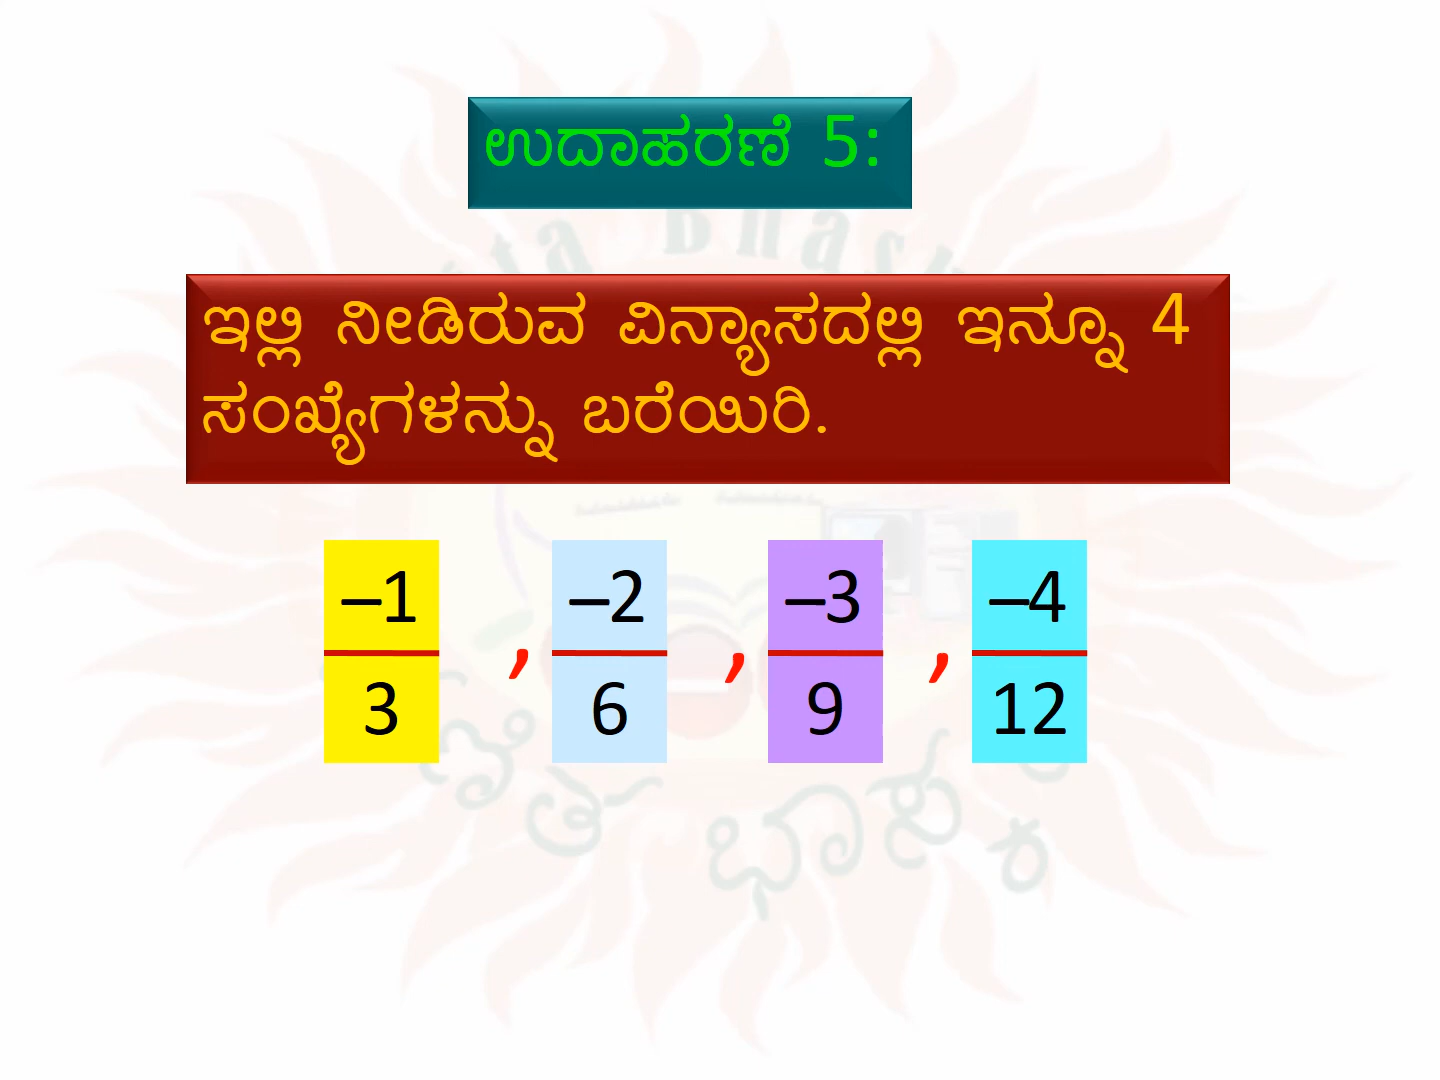 ಉದಾಹರಣೆ 5:
ಇಲ್ಲಿ ನೀಡಿರುವ ವಿನ್ಯಾಸದಲ್ಲಿ ಇನ್ನೂ 4
ಸಂಖ್ಯೆಗಳನ್ನು ಬರೆಯಿರಿ.
–1 –2 –3 –4
, , ,
3 6 9 12